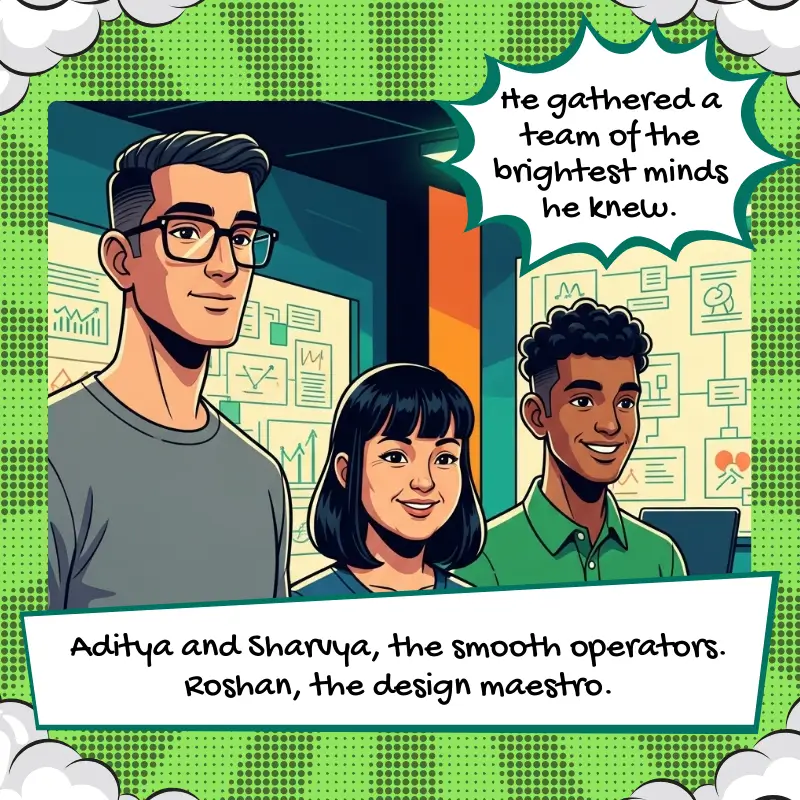 He gathered a
team of the
brightest minds
he knew.
Aditya and Sharvya, the smooth operators.
Roshan, the design maestro.